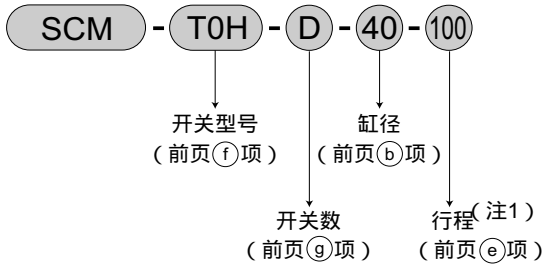 SCM - T0H - D - 40 - 100
开关型号 缸径
（前页ⓕ项） （前页ⓑ项）
开关数 行程（注1）
（前页ⓖ项） （前页ⓔ项）